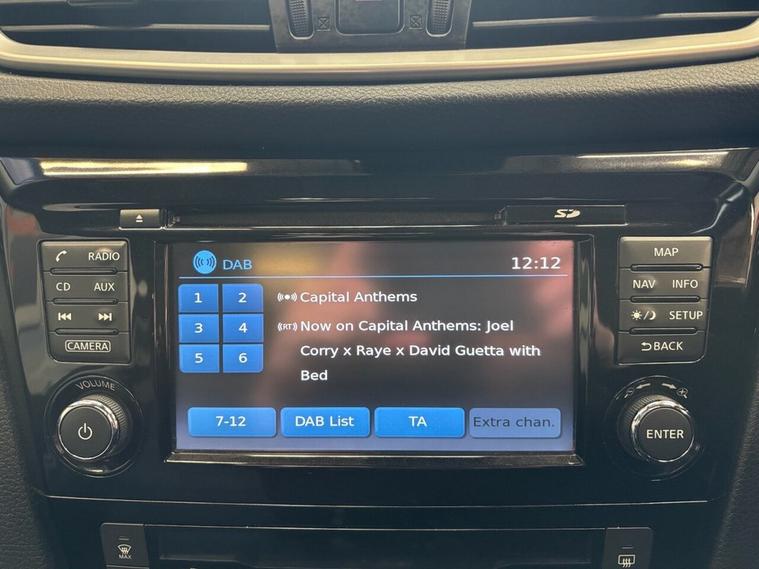 SD
RADIO
CD AUX
CAMERA
VOLUME
DAB 12:12
1 2
3 4
5 6
Capital Anthems
(RT) Now on Capital Anthems: Joel
Corry x Raye x David Guetta with
Bed
7-12 DAB List TA Extra chan.
MAP
NAV INFO
SETUP
BACK
ENTER
MAX